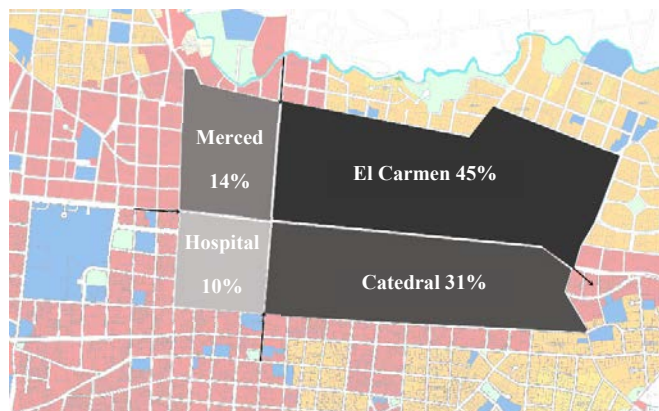 Merced
14%
El Carmen 45%
Hospital
10%
Catedral 31%